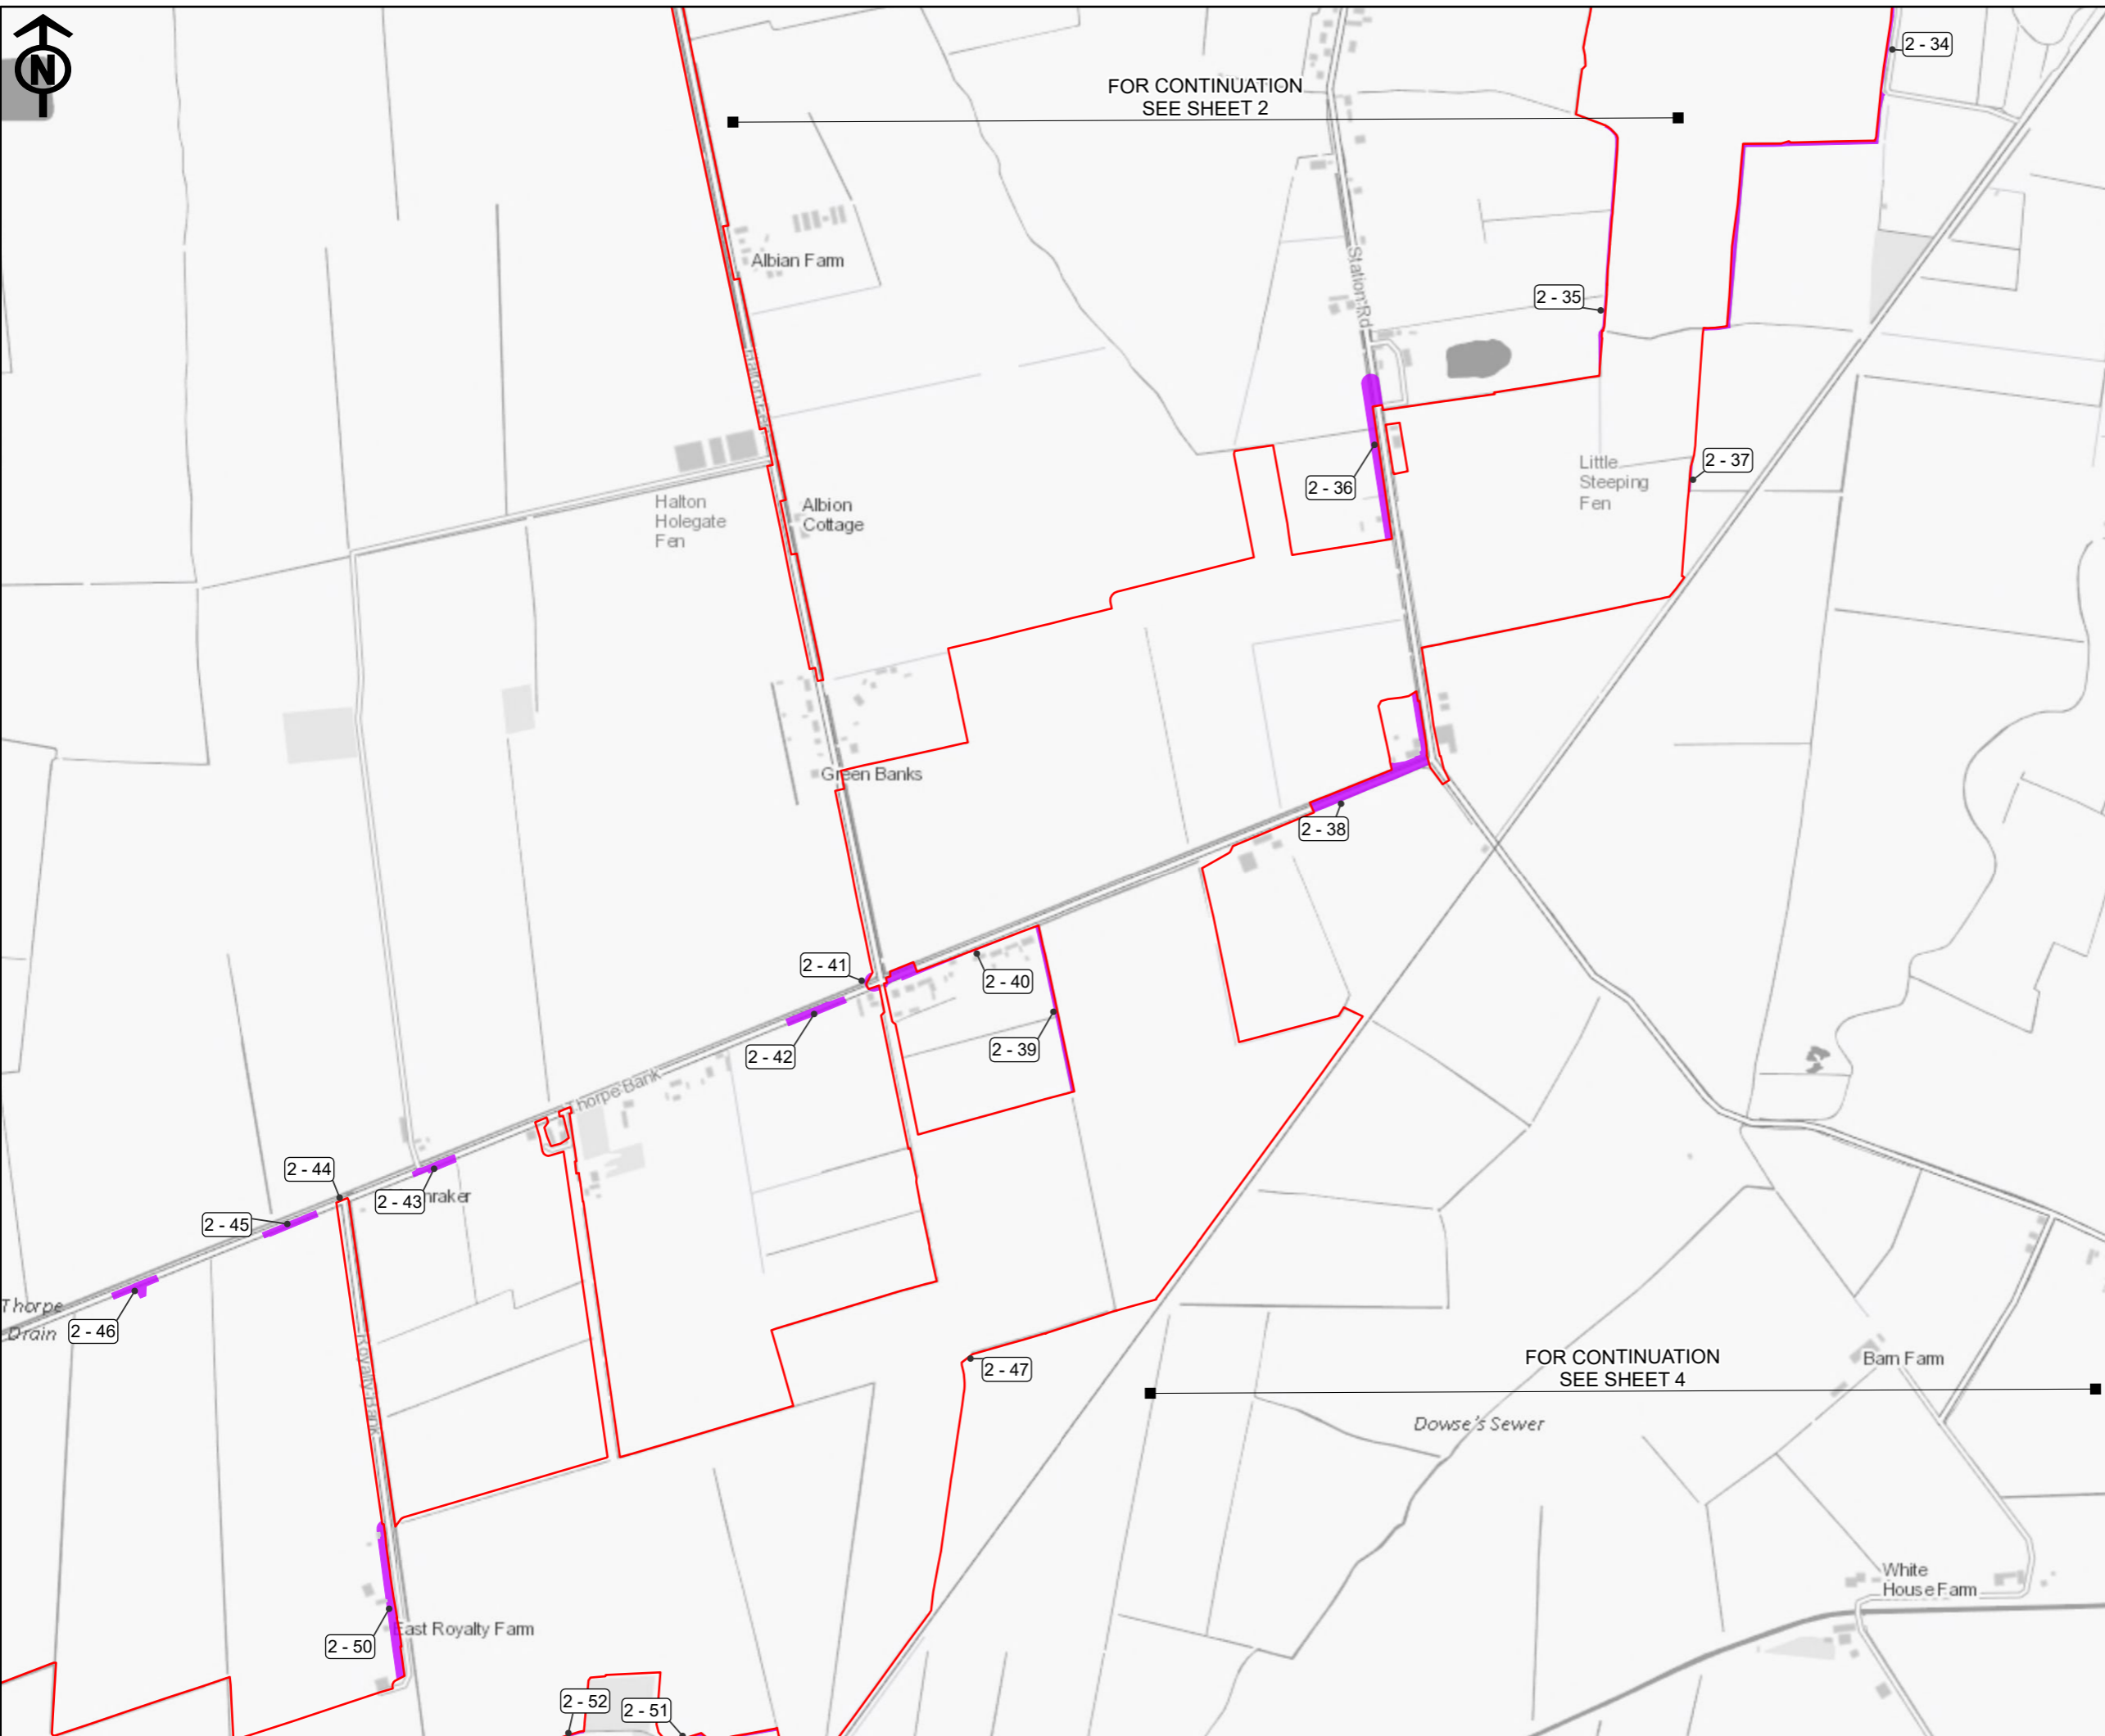 N
2 - 34
FOR CONTINUATION
SEE SHEET 2
Albian Farm
Station Rd
2 - 35
2 - 37
Little
Steeping
Fen
2 - 36
Halton
Holegate
Fen
Albion
Cottage
Green Banks
2 - 38
2 - 41
2 - 40
2 - 42
2 - 39
Thorpe Bank
2 - 44
2 - 43
nraker
2 - 45
Thorpe
Drain
2 - 46
Royalty Bank
2 - 47
FOR CONTINUATION
SEE SHEET 4
Barn Farm
Dowse's Sewer
White
House Farm
East Royalty Farm
2 - 50
2 - 52
2 - 51